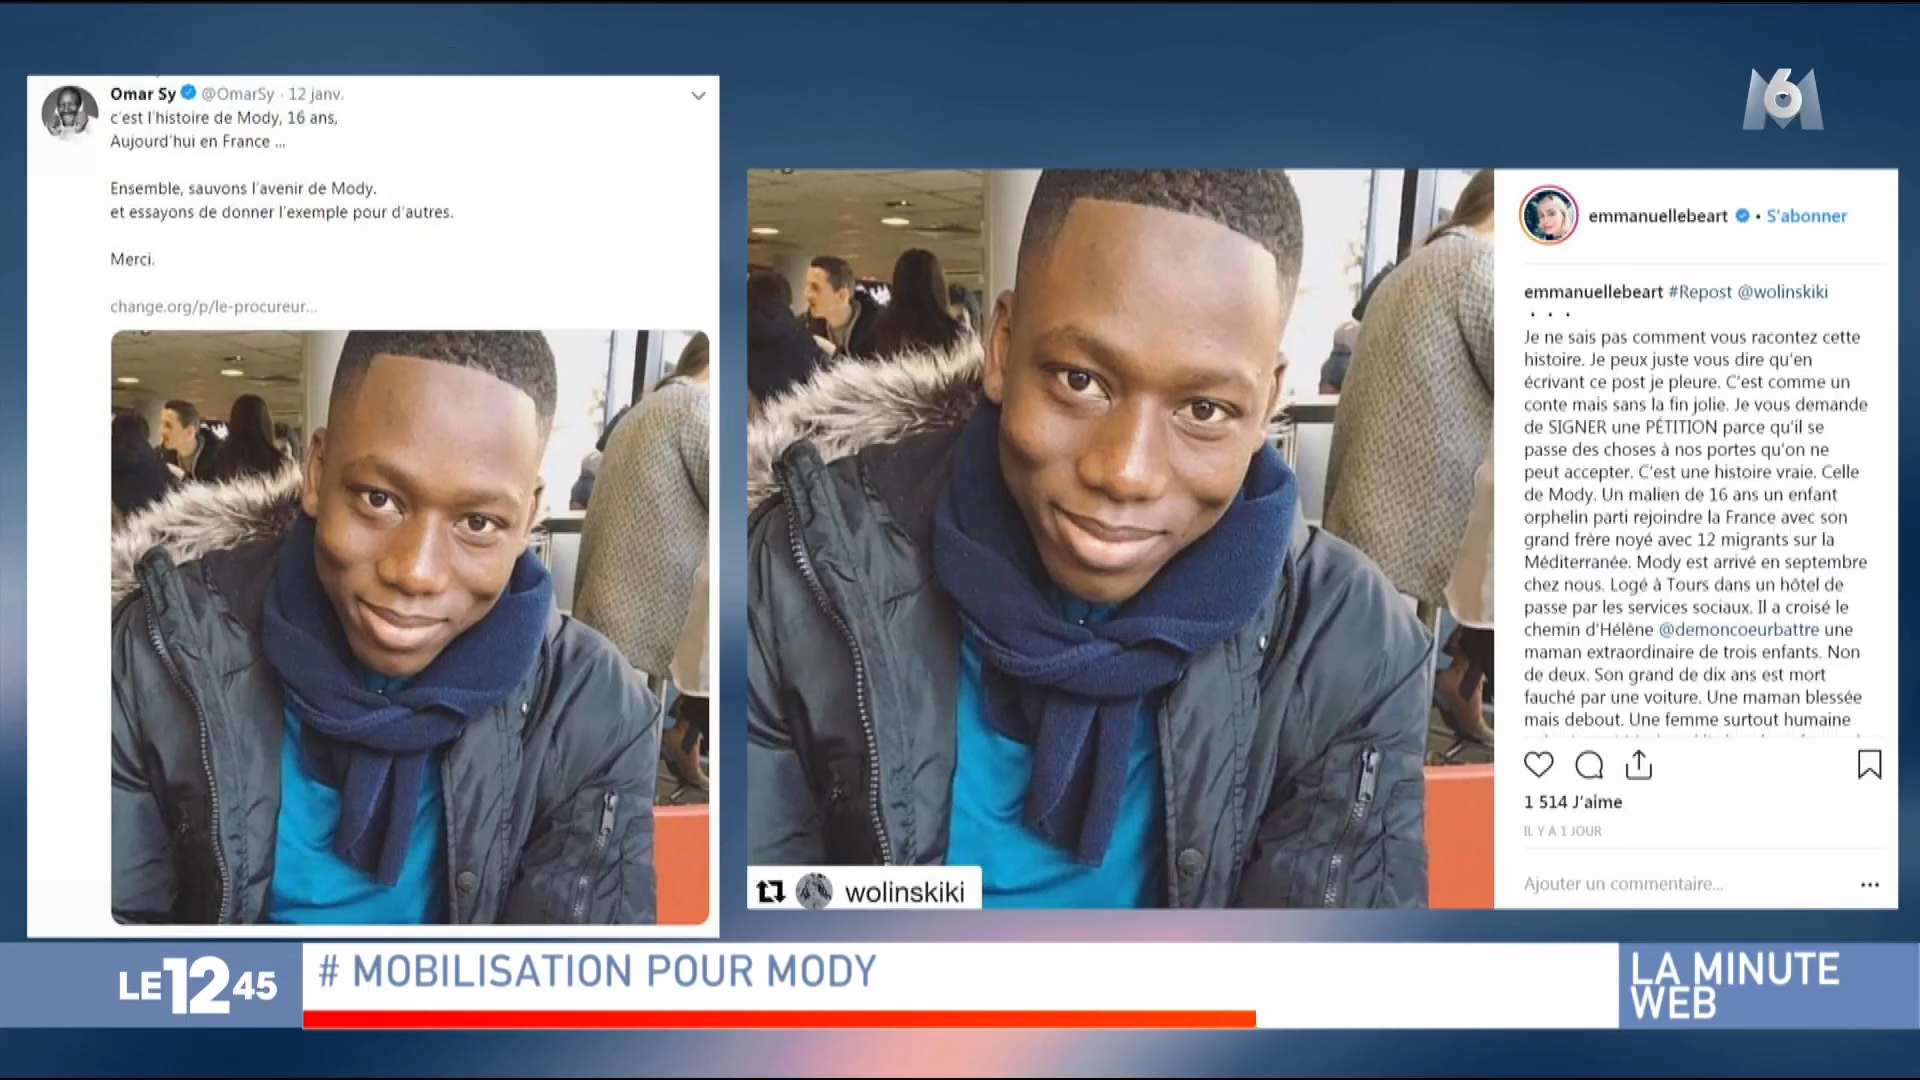 Omar Sy @OmarSy · 12 janv.
c'est l'histoire de Mody, 16 ans,
Aujourd'hui en France ...
Ensemble, sauvons l'avenir de Mody.
et essayons de donner l'exemple pour d'autres.
Merci.
change.org/p/le-procureur...
M6
wolinskiki
emmanuellebeart • S'abonner
emmanuellebeart #Repost @wolinskiki
· · ·
Je ne sais pas comment vous racontez cette
histoire. Je peux juste vous dire qu'en
écrivant ce post je pleure. C'est comme un
conte mais sans la fin jolie. Je vous demande
de SIGNER une PÉTITION parce qu'il se
passe des choses à nos portes qu'on ne
peut accepter. C'est une histoire vraie. Celle
de Mody. Un malien de 16 ans un enfant
orphelin parti rejoindre la France avec son
grand frère noyé avec 12 migrants sur la
Méditerranée. Mody est arrivé en septembre
chez nous. Logé à Tours dans un hôtel de
passe par les services sociaux. Il a croisé le
chemin d'Hélène @demoncoeurbattre une
maman extraordinaire de trois enfants. Non
de deux. Son grand de dix ans est mort
fauché par une voiture. Une maman blessée
mais debout. Une femme surtout humaine
1 514 J'aime
IL Y A 1 JOUR
Ajouter un commentaire...
LE 12 45
# MOBILISATION POUR MODY
LA MINUTE
WEB